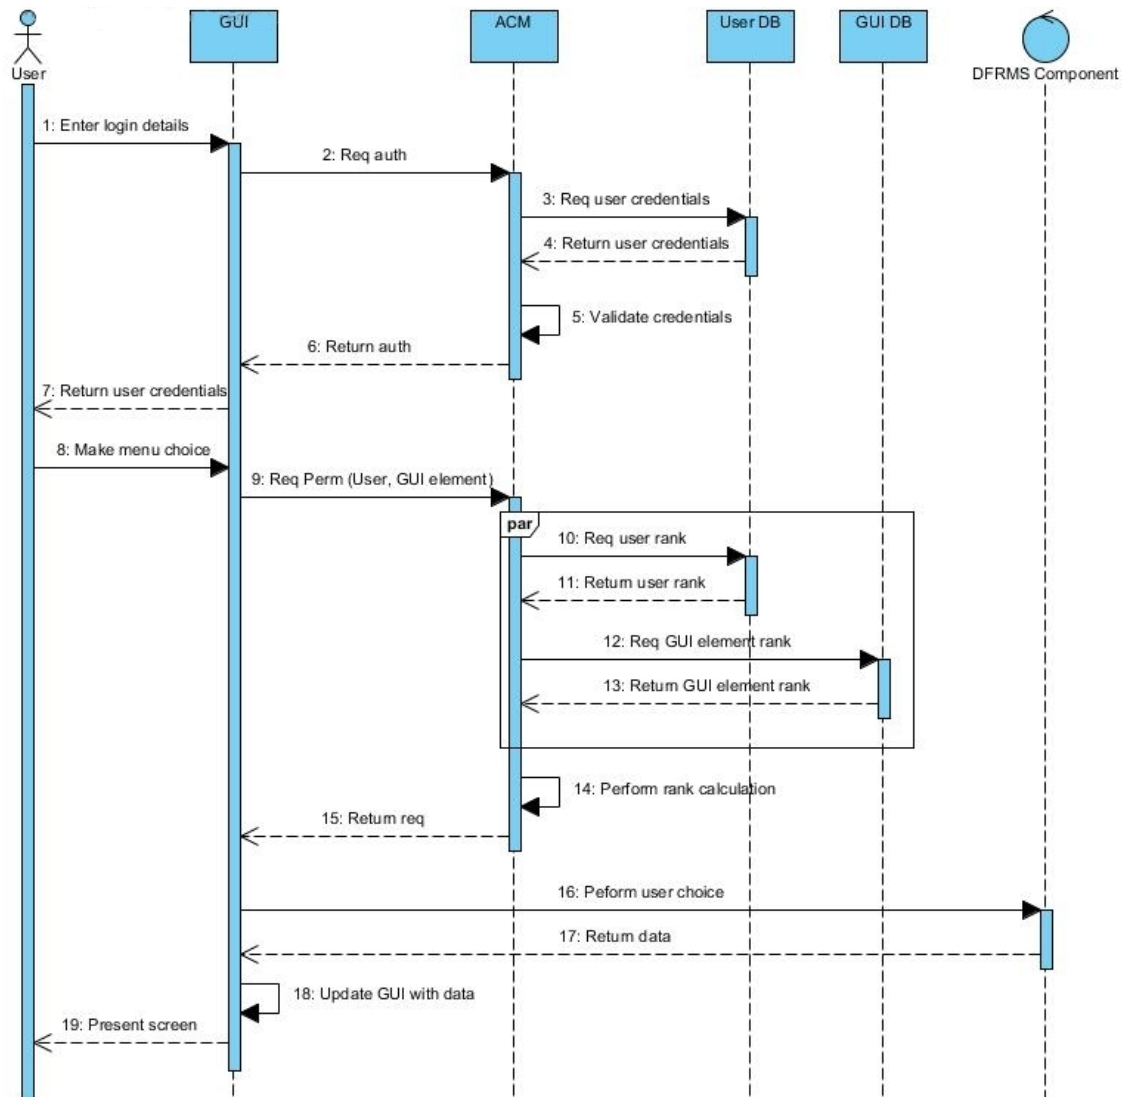 GUI
ACM
User DB
GUI DB
User
DFRMS Component
1: Enter login details
2: Req auth
3: Req user credentials
4: Return user credentials
5: Validate credentials
6: Return auth
7: Return user credentials
8: Make menu choice
9: Req Perm (User, GUI element)
par
10: Req user rank
11: Return user rank
12: Req GUI element rank
13: Return GUI element rank
14: Perform rank calculation
15: Return req
16: Peform user choice
17: Return data
18: Update GUI with data
19: Present screen